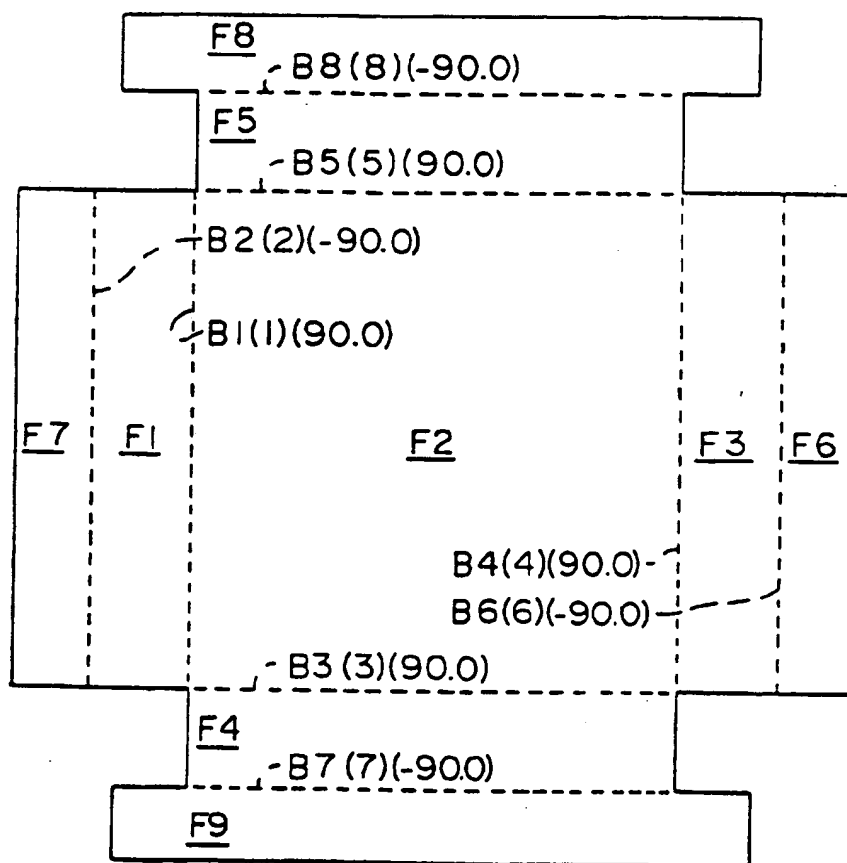 F8
B8(8)(-90.0)
F5
B5(5)(90.0)
B2(2)(-90.0)
B1(1)(90.0)
F7 F1 F2 F3 F6
B4(4)(90.0)
B6(6)(-90.0)
B3(3)(90.0)
F4
B7(7)(-90.0)
F9